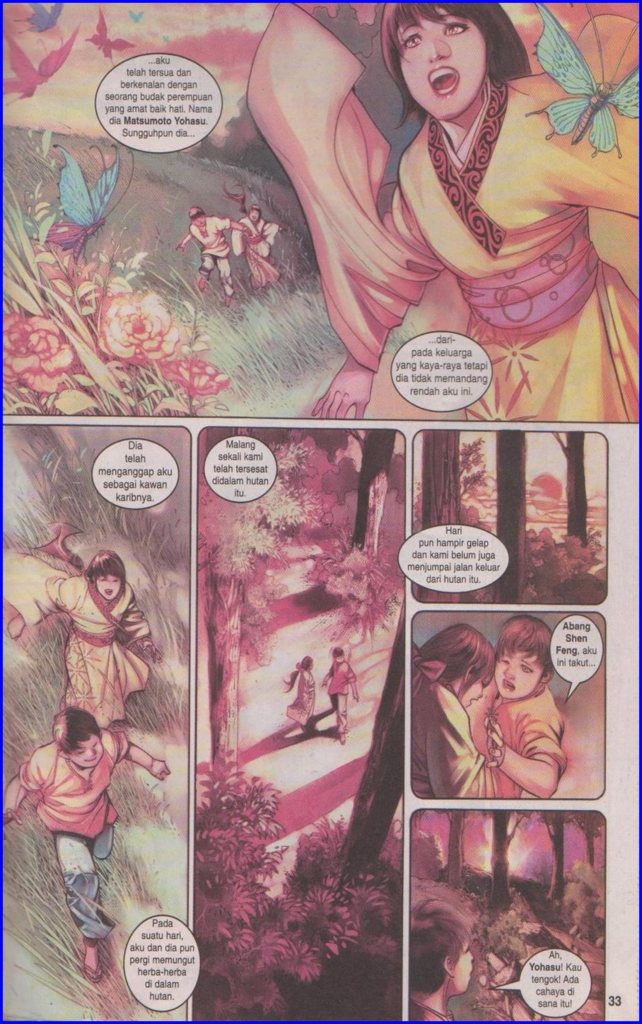 ...aku
telah tersua dan
berkenalan dengan
seorang budak perempuan
yang amat baik hati. Nama
dia Matsumoto Yohasu.
Sungguhpun dia...
...dari-
pada keluarga
yang kaya-raya tetapi
dia tidak memandang
rendah aku ini.
Dia
telah
menganggap aku
sebagai kawan
karibnya.
Pada
suatu hari,
aku dan dia pun
pergi memungut
herba-herba
di dalam
hutan.
Malang
sekali kami
telah tersesat
didalam hutan
itu.
Hari
pun hampir gelap
dan kami belum juga
menjumpai jalan keluar
dari hutan itu.
Abang
Shen
Feng, aku
ini takut...
Ah,
Yohasu! Kau
tengok! Ada
cahaya di
sana itu!
33